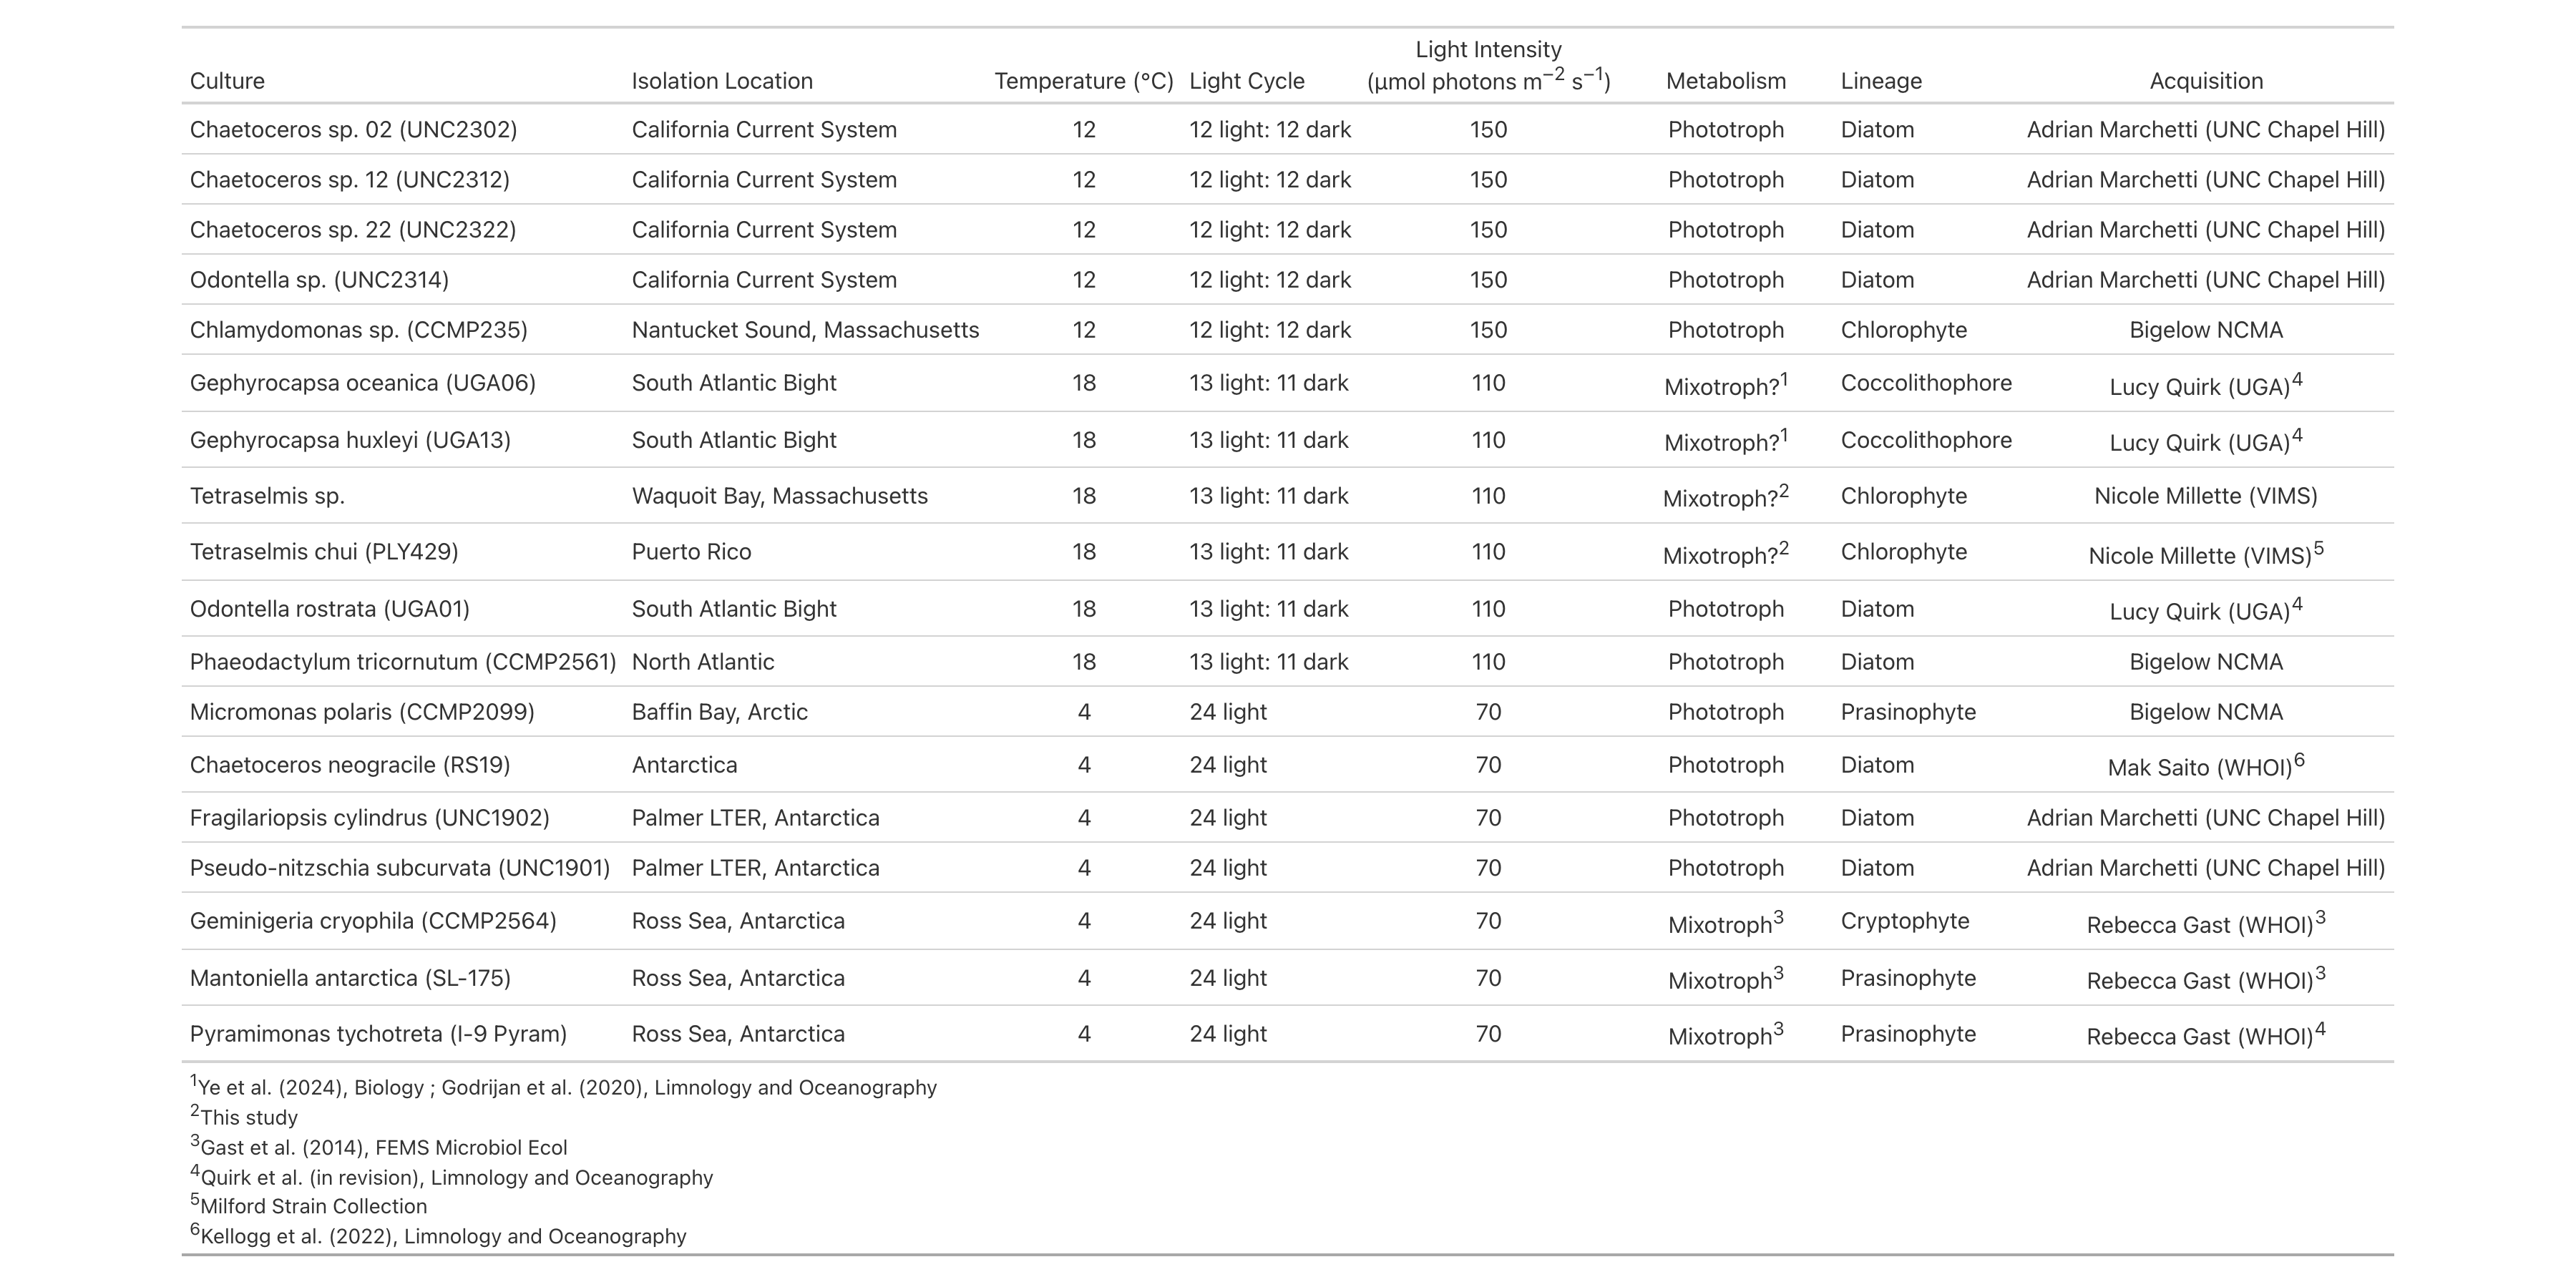 Culture Isolation Location Temperature (°C) Light Cycle Light Intensity (μmol photons m⁻² s⁻¹) Metabolism Lineage Acquisition
Chaetoceros sp. 02 (UNC2302) California Current System 12 12 light: 12 dark 150 Phototroph Diatom Adrian Marchetti (UNC Chapel Hill)
Chaetoceros sp. 12 (UNC2312) California Current System 12 12 light: 12 dark 150 Phototroph Diatom Adrian Marchetti (UNC Chapel Hill)
Chaetoceros sp. 22 (UNC2322) California Current System 12 12 light: 12 dark 150 Phototroph Diatom Adrian Marchetti (UNC Chapel Hill)
Odontella sp. (UNC2314) California Current System 12 12 light: 12 dark 150 Phototroph Diatom Adrian Marchetti (UNC Chapel Hill)
Chlamydomonas sp. (CCMP235) Nantucket Sound, Massachusetts 12 12 light: 12 dark 150 Phototroph Chlorophyte Bigelow NCMA
Gephyrocapsa oceanica (UGA06) South Atlantic Bight 18 13 light: 11 dark 110 Mixotroph?¹ Coccolithophore Lucy Quirk (UGA)⁴
Gephyrocapsa huxleyi (UGA13) South Atlantic Bight 18 13 light: 11 dark 110 Mixotroph?¹ Coccolithophore Lucy Quirk (UGA)⁴
Tetraselmis sp. Waquoit Bay, Massachusetts 18 13 light: 11 dark 110 Mixotroph?² Chlorophyte Nicole Millette (VIMS)
Tetraselmis chui (PLY429) Puerto Rico 18 13 light: 11 dark 110 Mixotroph?² Chlorophyte Nicole Millette (VIMS)⁵
Odontella rostrata (UGA01) South Atlantic Bight 18 13 light: 11 dark 110 Phototroph Diatom Lucy Quirk (UGA)⁴
Phaeodactylum tricornutum (CCMP2561) North Atlantic 18 13 light: 11 dark 110 Phototroph Diatom Bigelow NCMA
Micromonas polaris (CCMP2099) Baffin Bay, Arctic 4 24 light 70 Phototroph Prasinophyte Bigelow NCMA
Chaetoceros neogracile (RS19) Antarctica 4 24 light 70 Phototroph Diatom Mak Saito (WHOI)⁶
Fragilariopsis cylindrus (UNC1902) Palmer LTER, Antarctica 4 24 light 70 Phototroph Diatom Adrian Marchetti (UNC Chapel Hill)
Pseudo-nitzschia subcurvata (UNC1901) Palmer LTER, Antarctica 4 24 light 70 Phototroph Diatom Adrian Marchetti (UNC Chapel Hill)
Geminigeria cryophila (CCMP2564) Ross Sea, Antarctica 4 24 light 70 Mixotroph³ Cryptophyte Rebecca Gast (WHOI)³
Mantoniella antarctica (SL-175) Ross Sea, Antarctica 4 24 light 70 Mixotroph³ Prasinophyte Rebecca Gast (WHOI)³
Pyramimonas tychotreta (I-9 Pyram) Ross Sea, Antarctica 4 24 light 70 Mixotroph³ Prasinophyte Rebecca Gast (WHOI)⁴
¹Ye et al. (2024), Biology ; Godrijan et al. (2020), Limnology and Oceanography
²This study
³Gast et al. (2014), FEMS Microbiol Ecol
⁴Quirk et al. (in revision), Limnology and Oceanography
⁵Milford Strain Collection
⁶Kellogg et al. (2022), Limnology and Oceanography